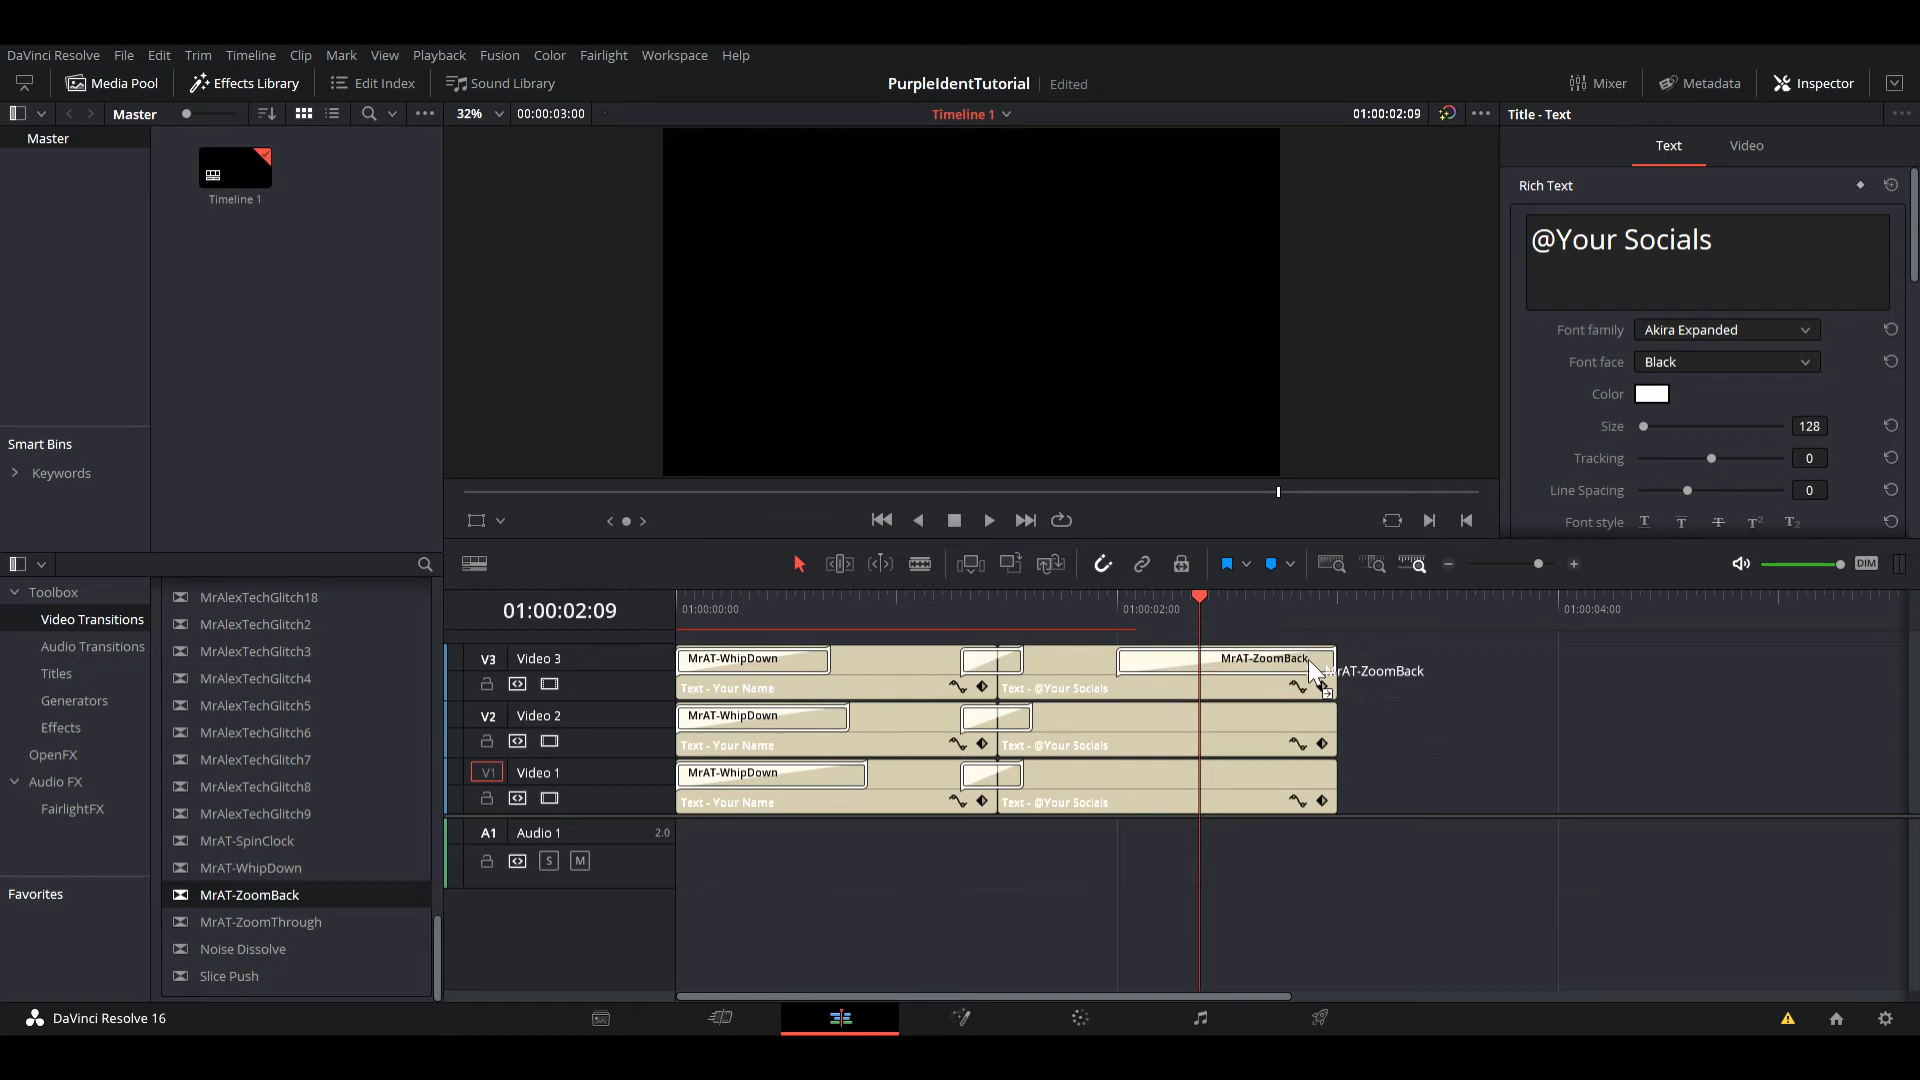 DaVinci Resolve File Edit Trim Timeline Clip Mark View Playback Fusion Color Fairlight Workspace Help
Media Pool Effects Library Edit Index Sound Library PurpleIdentTutorial Edited Mixer Metadata Inspector
Master 32% 00:00:03:00 Timeline 1 01:00:02:09 Title - Text
Master
Timeline 1
Smart Bins
Keywords
Text Video
Rich Text
@Your Socials
Font family Akira Expanded
Font face Black
Color
Size 128
Tracking 0
Line Spacing 0
Font style T T T T² T₂
DIM
Toolbox
Video Transitions
Audio Transitions
Titles
Generators
Effects
OpenFX
Audio FX
FairlightFX
Favorites
MrAlexTechGlitch18
MrAlexTechGlitch2
MrAlexTechGlitch3
MrAlexTechGlitch4
MrAlexTechGlitch5
MrAlexTechGlitch6
MrAlexTechGlitch7
MrAlexTechGlitch8
MrAlexTechGlitch9
MrAT-SpinClock
MrAT-WhipDown
MrAT-ZoomBack
MrAT-ZoomThrough
Noise Dissolve
Slice Push
01:00:02:09 01:00:00:00 01:00:02:00 01:00:04:00
V3 Video 3 MrAT-WhipDown MrAT-ZoomBack
MrAT-ZoomBack
Text - Your Name Text - @Your Socials
V2 Video 2 MrAT-WhipDown
Text - Your Name Text - @Your Socials
V1 Video 1 MrAT-WhipDown
Text - Your Name Text - @Your Socials
A1 Audio 1 2.0
S M
DaVinci Resolve 16